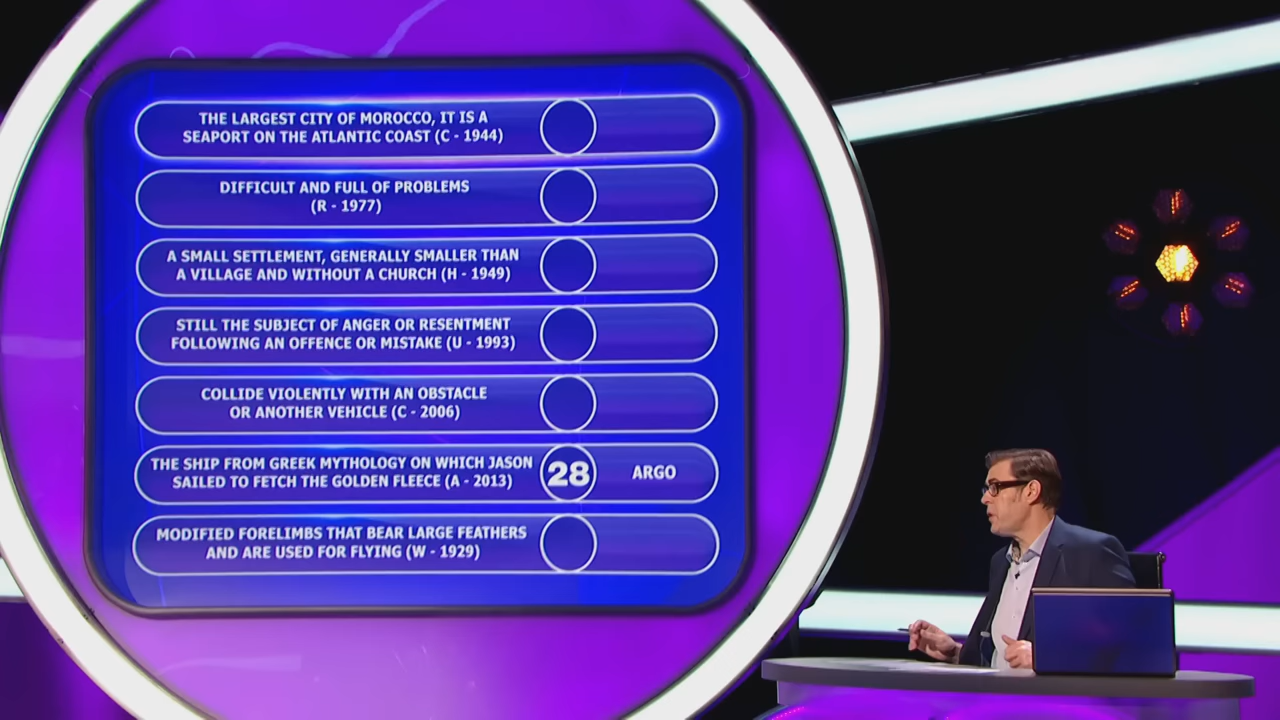 THE LARGEST CITY OF MOROCCO, IT IS A
SEAPORT ON THE ATLANTIC COAST (C - 1944)
DIFFICULT AND FULL OF PROBLEMS
(R - 1977)
A SMALL SETTLEMENT, GENERALLY SMALLER THAN
A VILLAGE AND WITHOUT A CHURCH (H - 1949)
STILL THE SUBJECT OF ANGER OR RESENTMENT
FOLLOWING AN OFFENCE OR MISTAKE (U - 1993)
COLLIDE VIOLENTLY WITH AN OBSTACLE
OR ANOTHER VEHICLE (C - 2006)
THE SHIP FROM GREEK MYTHOLOGY ON WHICH JASON
SAILED TO FETCH THE GOLDEN FLEECE (A - 2013)
28
ARGO
MODIFIED FORELIMBS THAT BEAR LARGE FEATHERS
AND ARE USED FOR FLYING (W - 1929)